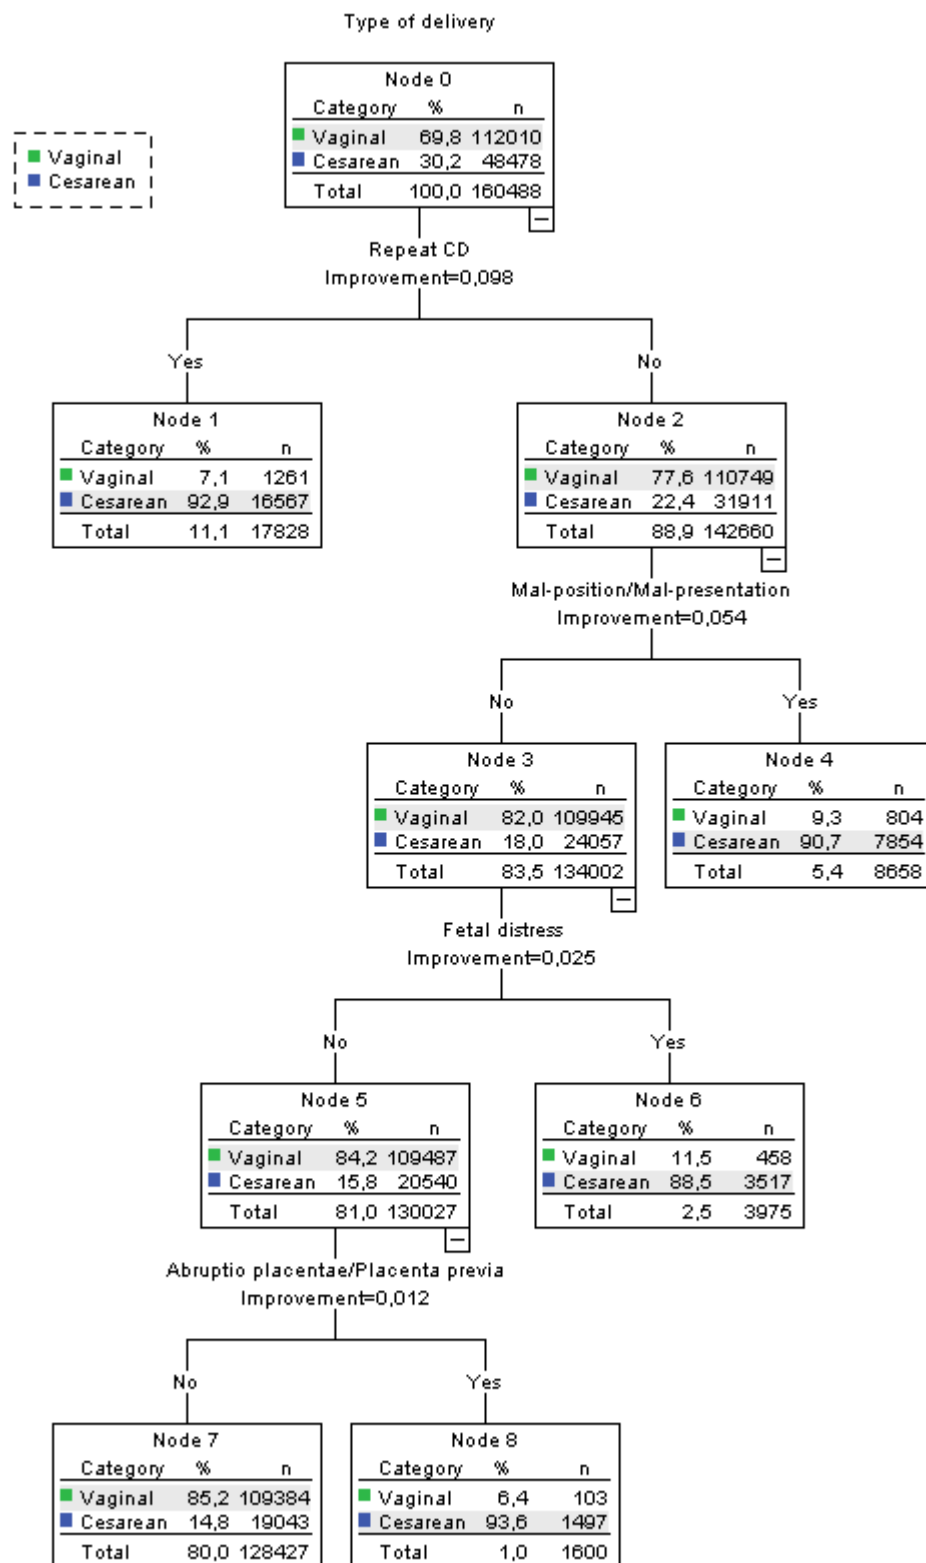 Type of delivery
Vaginal
Cesarean
Node 0
Category % n
Vaginal 69,8 112010
Cesarean 30,2 48478
Total 100,0 160488
Repeat CD
Improvement=0,098
Yes
No
Node 1
Category % n
Vaginal 7,1 1261
Cesarean 92,9 16567
Total 11,1 17828
Node 2
Category % n
Vaginal 77,6 110749
Cesarean 22,4 31911
Total 88,9 142660
Mal-position/Mal-presentation
Improvement=0,054
No
Yes
Node 3
Category % n
Vaginal 82,0 109945
Cesarean 18,0 24057
Total 83,5 134002
Node 4
Category % n
Vaginal 9,3 804
Cesarean 90,7 7854
Total 5,4 8658
Fetal distress
Improvement=0,025
No
Yes
Node 5
Category % n
Vaginal 84,2 109487
Cesarean 15,8 20540
Total 81,0 130027
Node 6
Category % n
Vaginal 11,5 458
Cesarean 88,5 3517
Total 2,5 3975
Abruptio placentae/Placenta previa
Improvement=0,012
No
Yes
Node 7
Category % n
Vaginal 85,2 109384
Cesarean 14,8 19043
Total 80,0 128427
Node 8
Category % n
Vaginal 6,4 103
Cesarean 93,6 1497
Total 1,0 1600